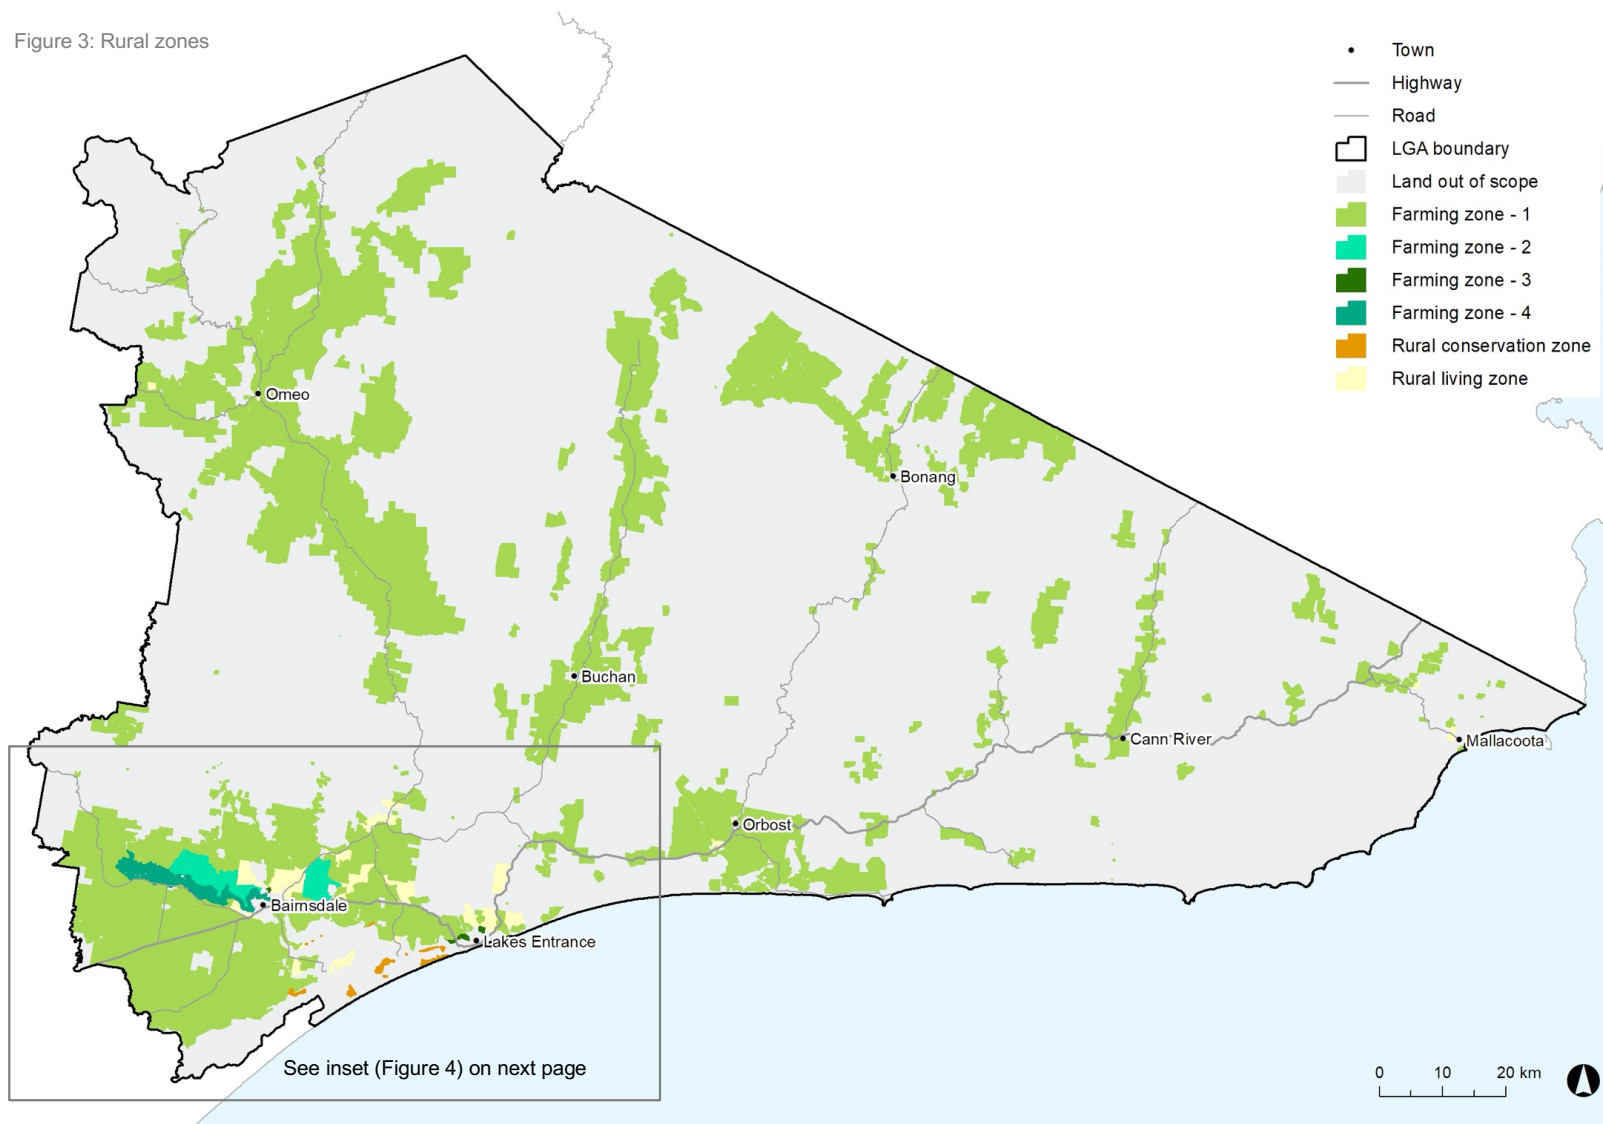 Figure 3: Rural zones
Town
Highway
Road
LGA boundary
Land out of scope
Farming zone - 1
Farming zone - 2
Farming zone - 3
Farming zone - 4
Rural conservation zone
Rural living zone
Omeo
Bonang
Buchan
Cann River
Mallacoota
Orbost
Bairnsdale
Lakes Entrance
See inset (Figure 4) on next page
0 10 20 km